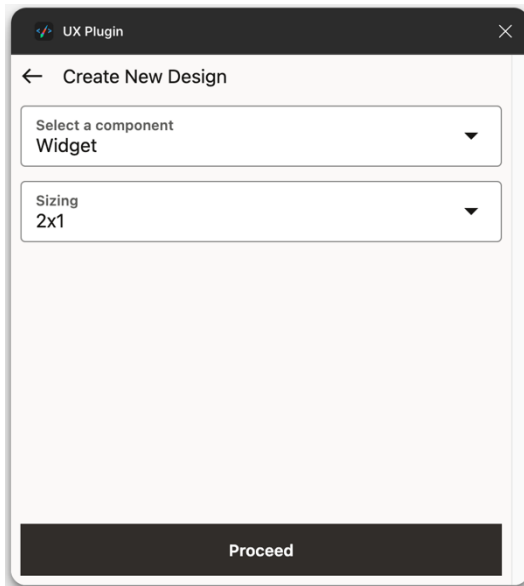 UX Plugin
Create New Design
Select a component
Widget
Sizing
2x1
Proceed